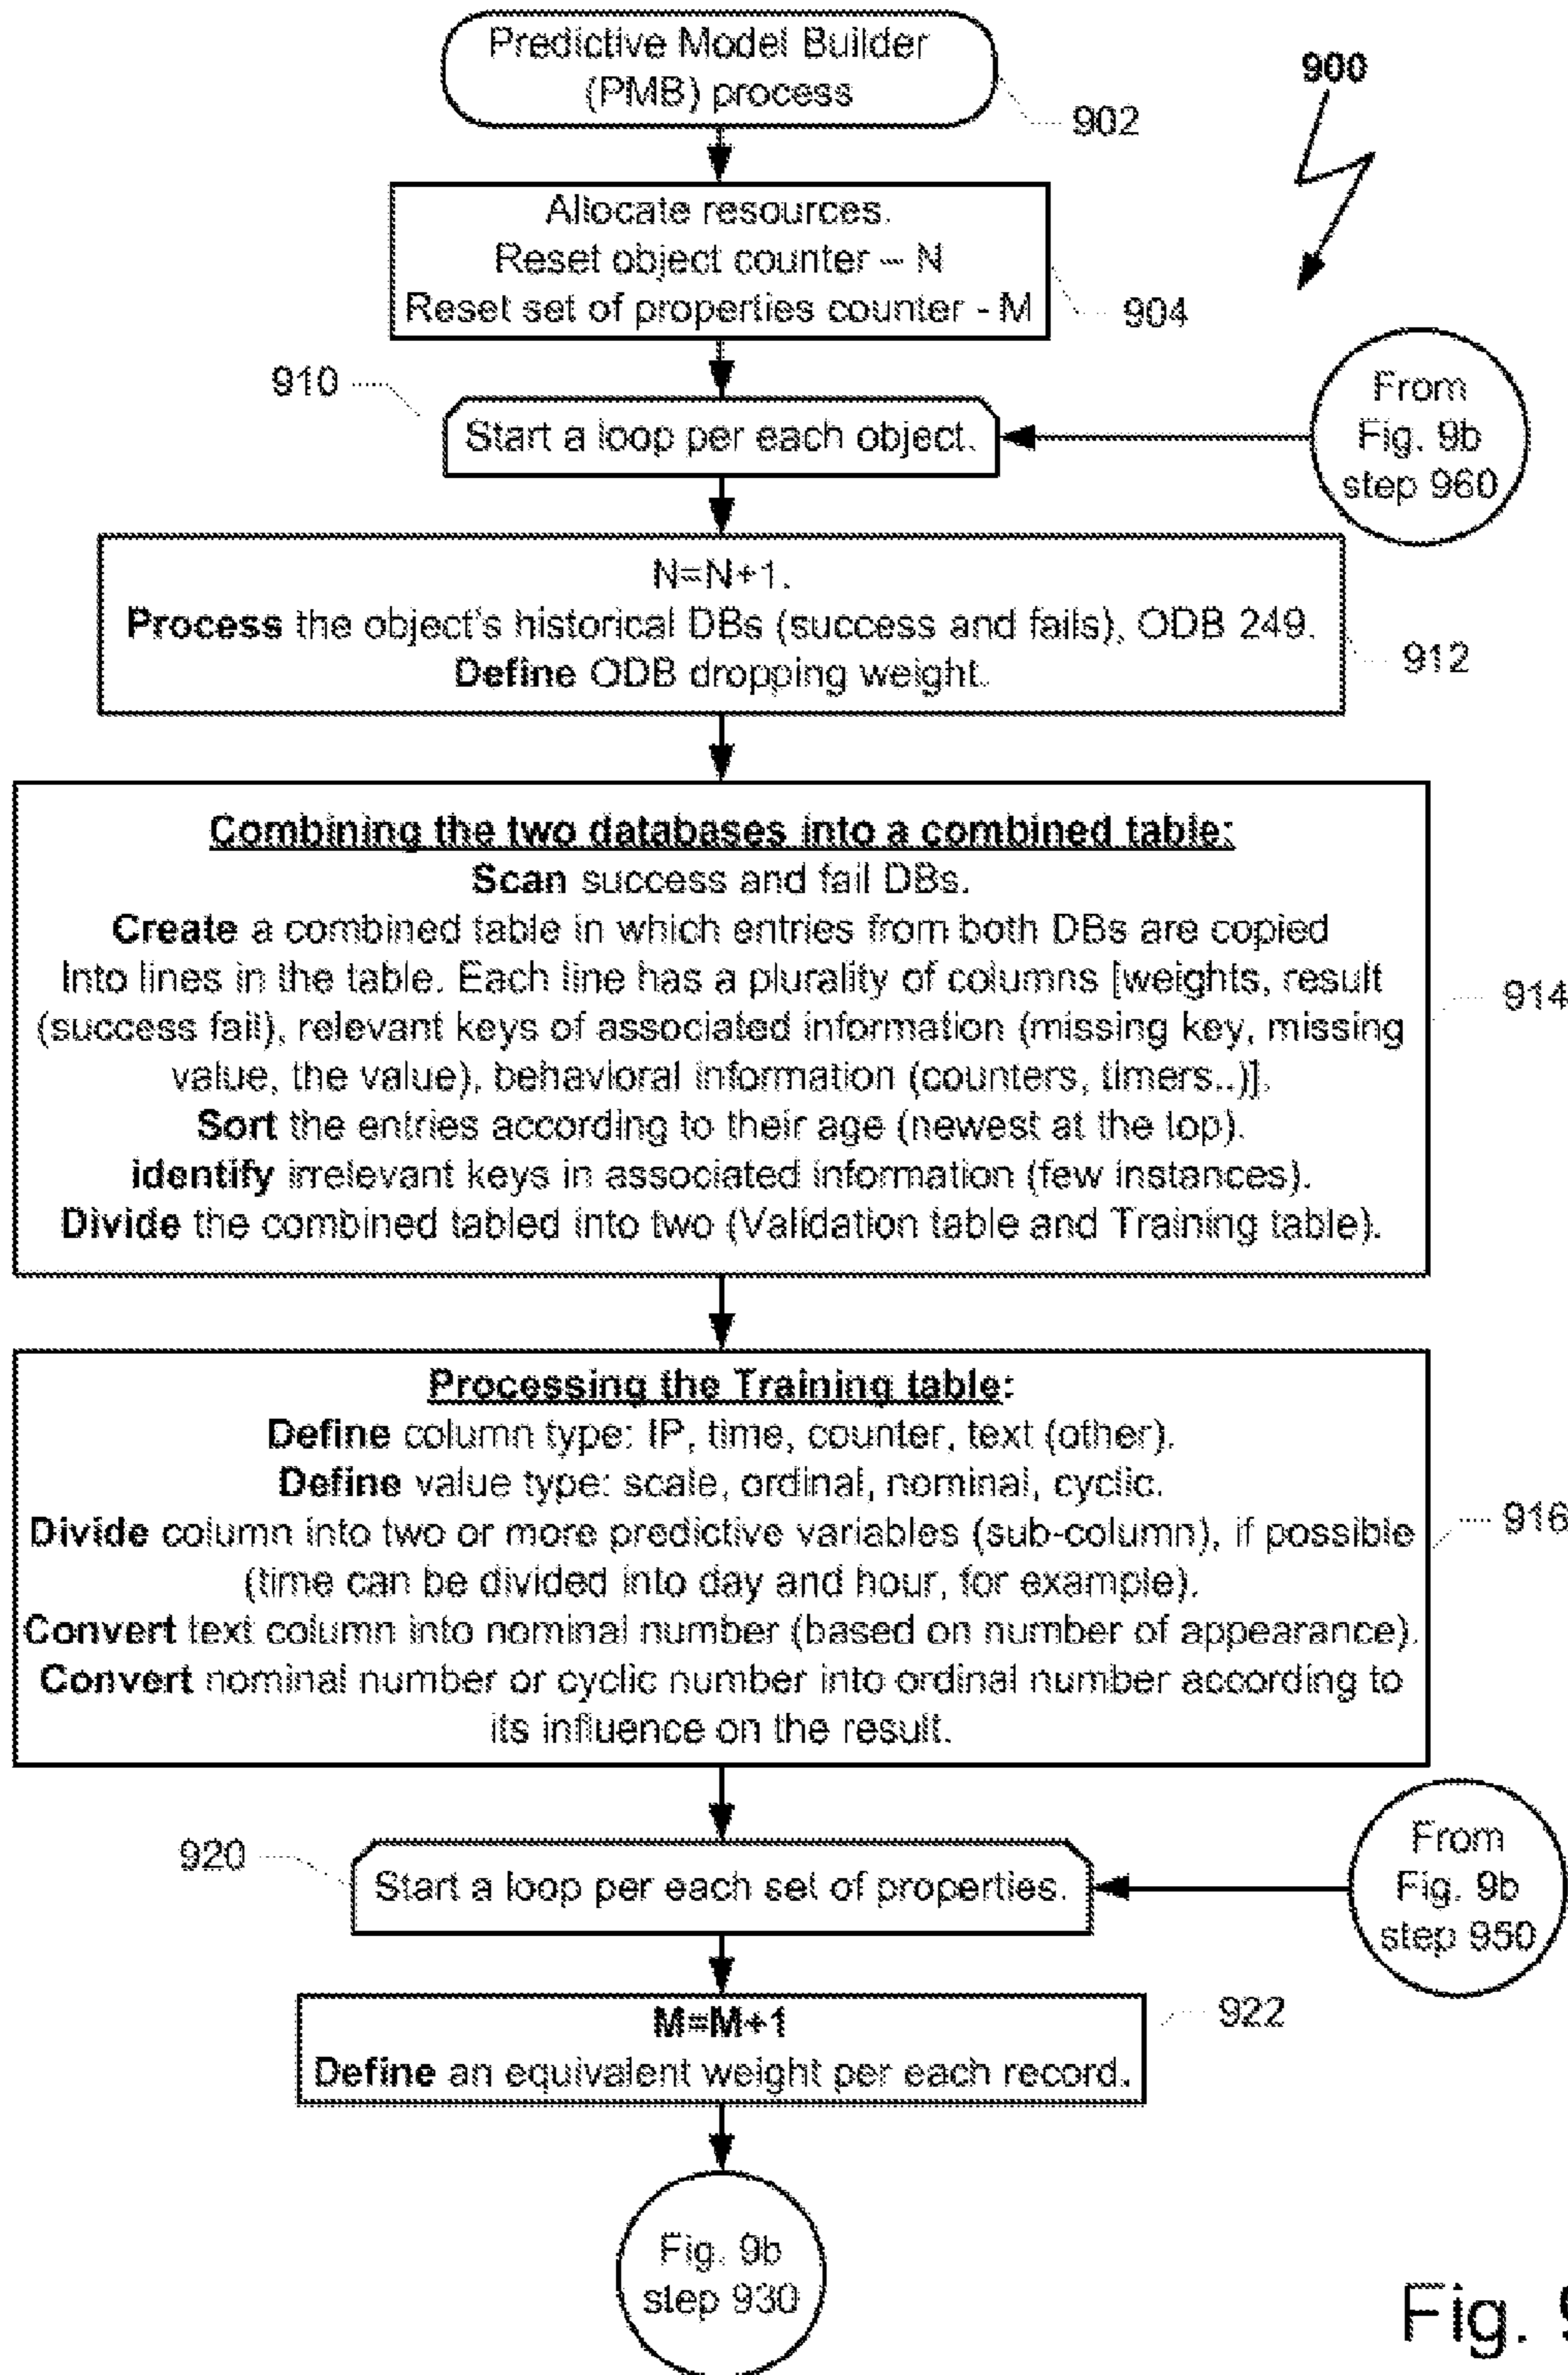 Predictive Model Builder
(PMB) process
902
900
Allocate resources.
Reset object counter – N
Reset set of properties counter - M
904
910
Start a loop per each object.
From
Fig. 9b
step 960
N=N+1.
Process the object's historical DBs (success and fails), ODB 249.
Define ODB dropping weight.
912
Combining the two databases into a combined table:
Scan success and fail DBs.
Create a combined table in which entries from both DBs are copied
Into lines in the table. Each line has a plurality of columns [weights, result
(success fail), relevant keys of associated information (missing key, missing
value, the value), behavioral information (counters, timers..)].
Sort the entries according to their age (newest at the top).
identify irrelevant keys in associated information (few instances).
Divide the combined tabled into two (Validation table and Training table).
914
Processing the Training table:
Define column type: IP, time, counter, text (other).
Define value type: scale, ordinal, nominal, cyclic.
Divide column into two or more predictive variables (sub-column), if possible
(time can be divided into day and hour, for example).
Convert text column into nominal number (based on number of appearance).
Convert nominal number or cyclic number into ordinal number according to
its influence on the result.
916
920
Start a loop per each set of properties.
From
Fig. 9b
step 950
M=M+1
Define an equivalent weight per each record.
922
Fig. 9b
step 930
Fig.